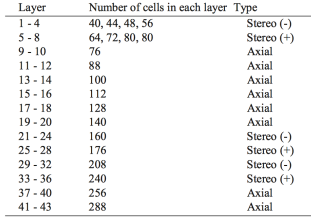 Layer Number of cells in each layer Type
1 - 4 40, 44, 48, 56 Stereo (-)
5 - 8 64, 72, 80, 80 Stereo (+)
9 - 10 76 Axial
11 - 12 88 Axial
13 - 14 100 Axial
15 - 16 112 Axial
17 - 18 128 Axial
19 - 20 140 Axial
21 - 24 160 Stereo (-)
25 - 28 176 Stereo (+)
29 - 32 208 Stereo (-)
33 - 36 240 Stereo (+)
37 - 40 256 Axial
41 - 43 288 Axial